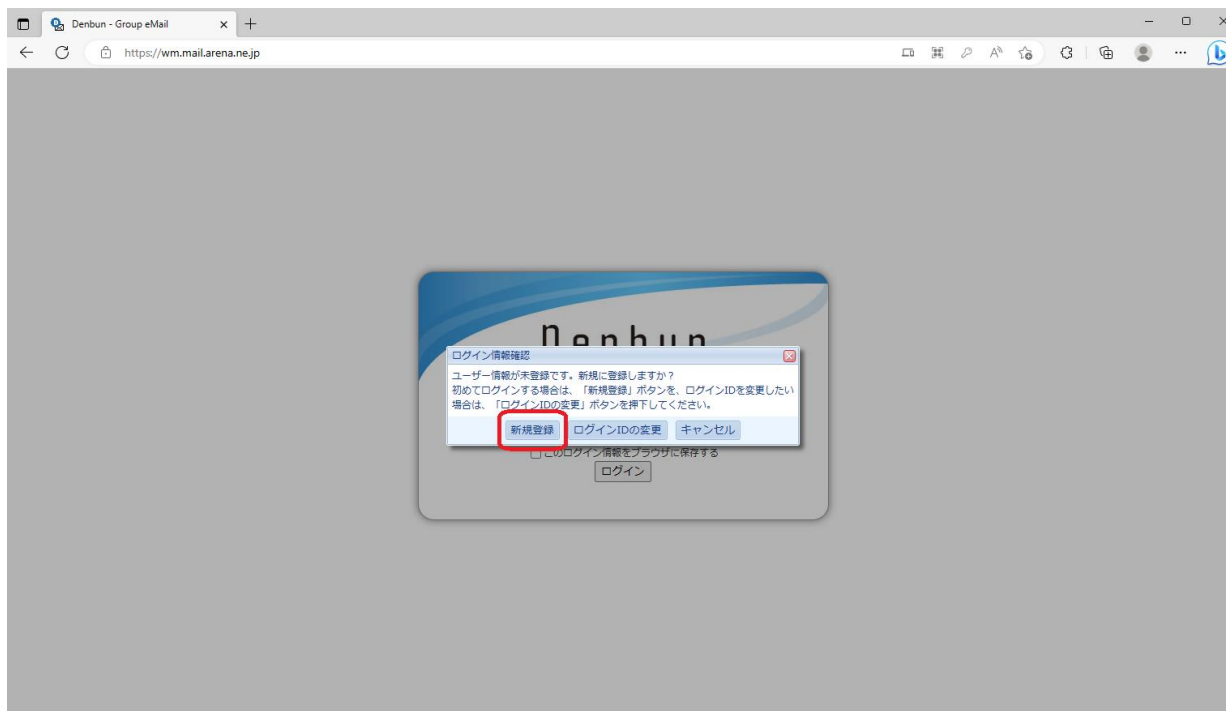 Denbun - Group eMail
https://wm.mail.arena.ne.jp
Denbun
ログイン情報確認
ユーザー情報が未登録です。新規に登録しますか？
初めてログインする場合は、「新規登録」ボタンを、ログインIDを変更したい
場合は、「ログインIDの変更」ボタンを押下してください。
新規登録 ログインIDの変更 キャンセル
このログイン情報をブラウザに保存する
ログイン